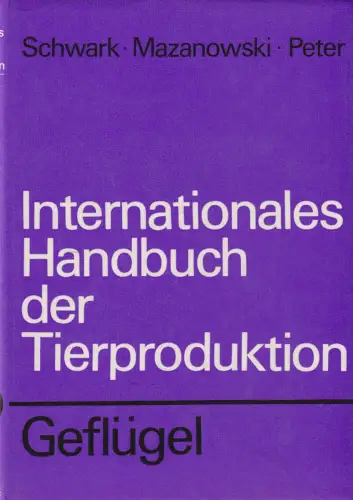 Schwark · Mazanowski · Peter
Internationales
Handbuch
der
Tierproduktion
Geflügel